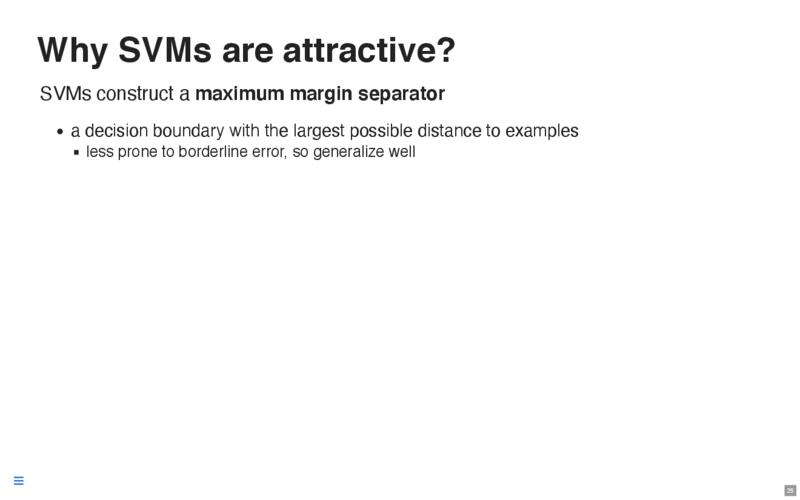 Why SVMs are attractive?
SVMs construct a maximum margin separator
• a decision boundary with the largest possible distance to examples
▪ less prone to borderline error, so generalize well
25